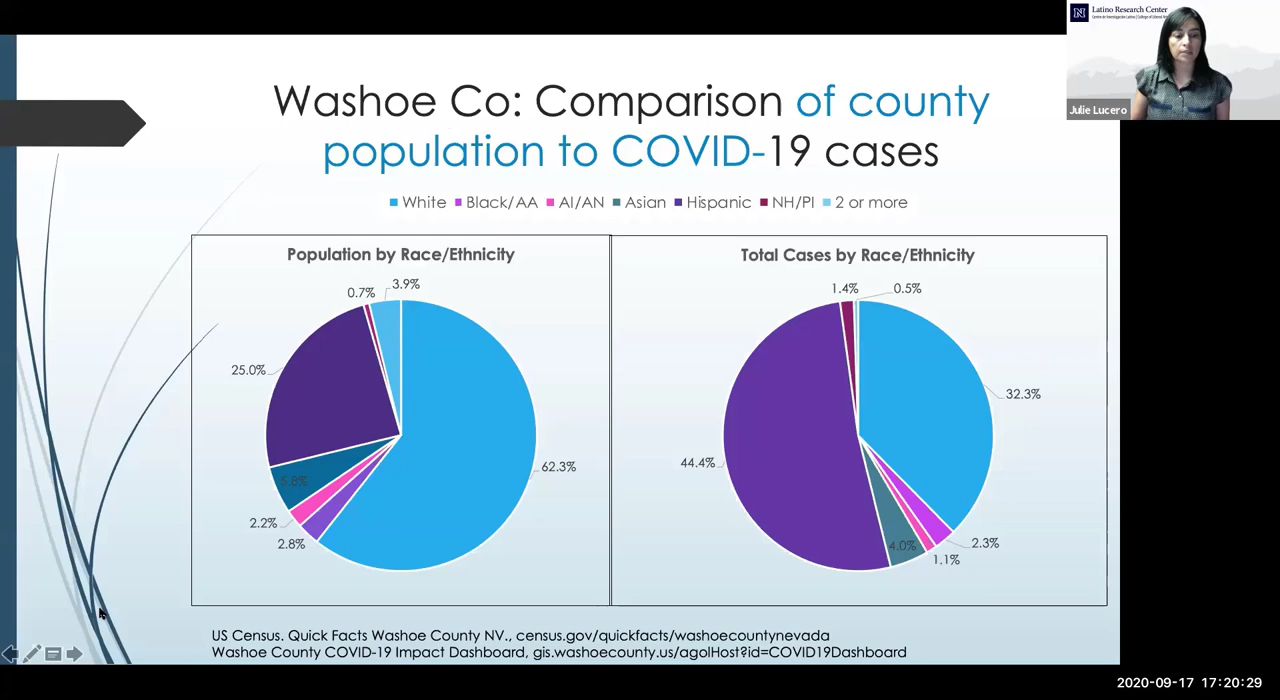 Latino Research Center
Julie Lucero
Washoe Co: Comparison of county
population to COVID-19 cases
White Black/AA AI/AN Asian Hispanic NH/PI 2 or more
Population by Race/Ethnicity
0.7%
3.9%
25.0%
62.3%
5.8%
2.2%
2.8%
Total Cases by Race/Ethnicity
1.4%
0.5%
32.3%
44.4%
4.0%
2.3%
1.1%
US Census. Quick Facts Washoe County NV., census.gov/quickfacts/washoecountynevada
Washoe County COVID-19 Impact Dashboard, gis.washoecounty.us/agolHost?id=COVID19Dashboard
2020-09-17 17:20:29